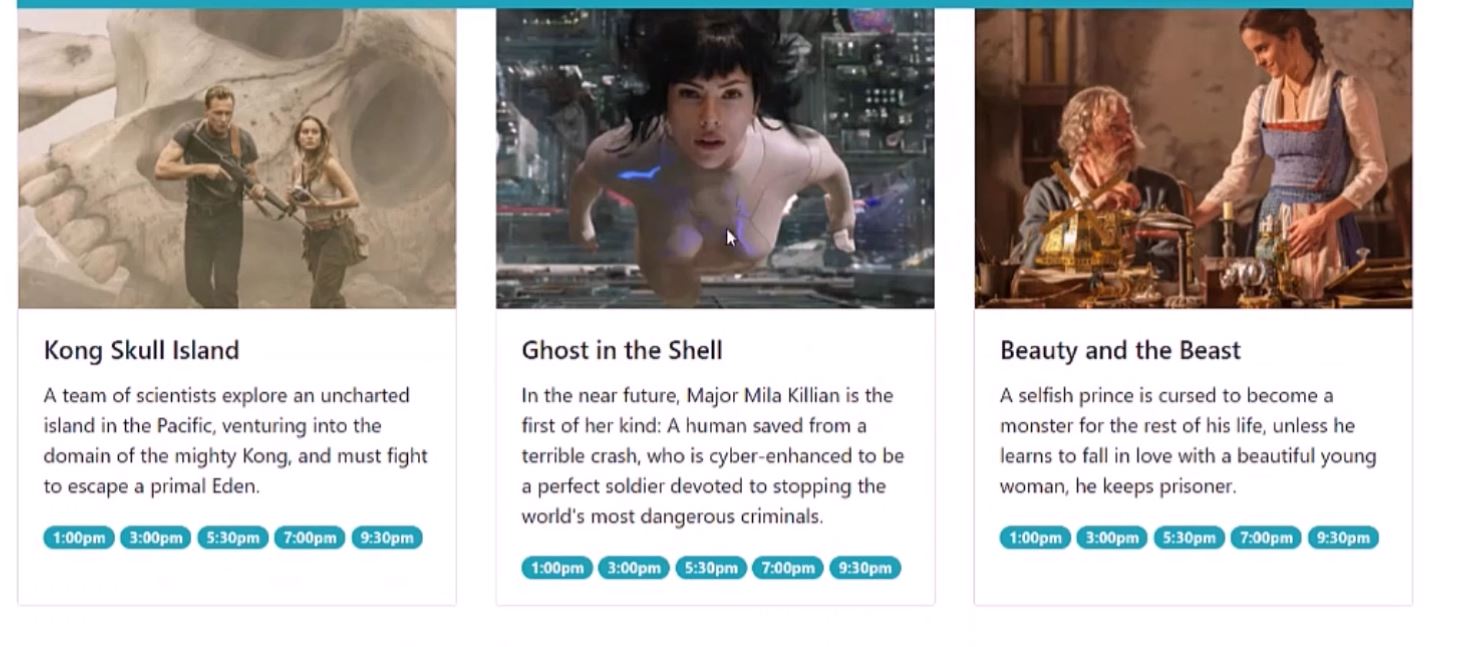 Kong Skull Island
A team of scientists explore an uncharted
island in the Pacific, venturing into the
domain of the mighty Kong, and must fight
to escape a primal Eden.
1:00pm 3:00pm 5:30pm 7:00pm 9:30pm
Ghost in the Shell
In the near future, Major Mila Killian is the
first of her kind: A human saved from a
terrible crash, who is cyber-enhanced to be
a perfect soldier devoted to stopping the
world's most dangerous criminals.
1:00pm 3:00pm 5:30pm 7:00pm 9:30pm
Beauty and the Beast
A selfish prince is cursed to become a
monster for the rest of his life, unless he
learns to fall in love with a beautiful young
woman, he keeps prisoner.
1:00pm 3:00pm 5:30pm 7:00pm 9:30pm